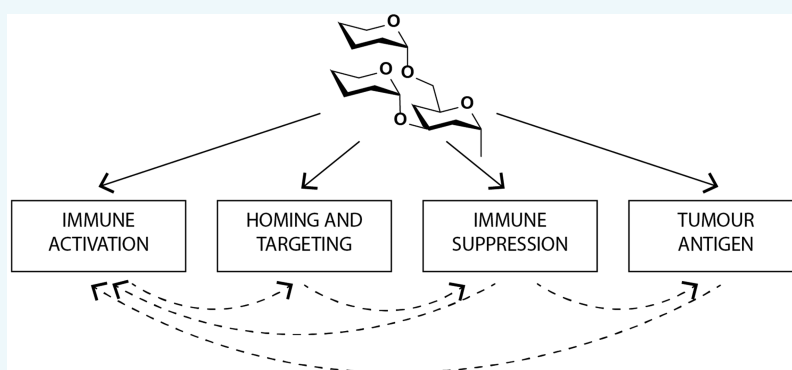 O
O
O
O
O
IMMUNE
ACTIVATION
HOMING AND
TARGETING
IMMUNE
SUPPRESSION
TUMOUR
ANTIGEN